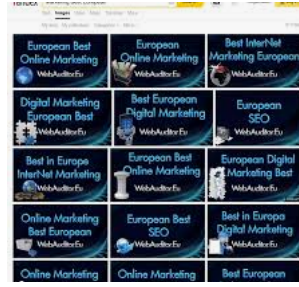 European Best
Online Marketing
WebAuditor.Eu
European
Online Marketing
WebAuditor.Eu
Best InterNet
Marketing European
WebAuditor.Eu
Digital Marketing
European Best
WebAuditor.Eu
Best European
Digital Marketing
WebAuditor.Eu
European
SEO
WebAuditor.Eu
Best in Europe
InterNet Marketing
WebAuditor.Eu
European Best
Online Marketing
WebAuditor.Eu
European Digital
Marketing Best
WebAuditor.Eu
Online Marketing
Best European
WebAuditor.Eu
European Best
SEO
WebAuditor.Eu
Best in Europa
Digital Marketing
WebAuditor.Eu
Online Marketing
Online Marketing
Best European